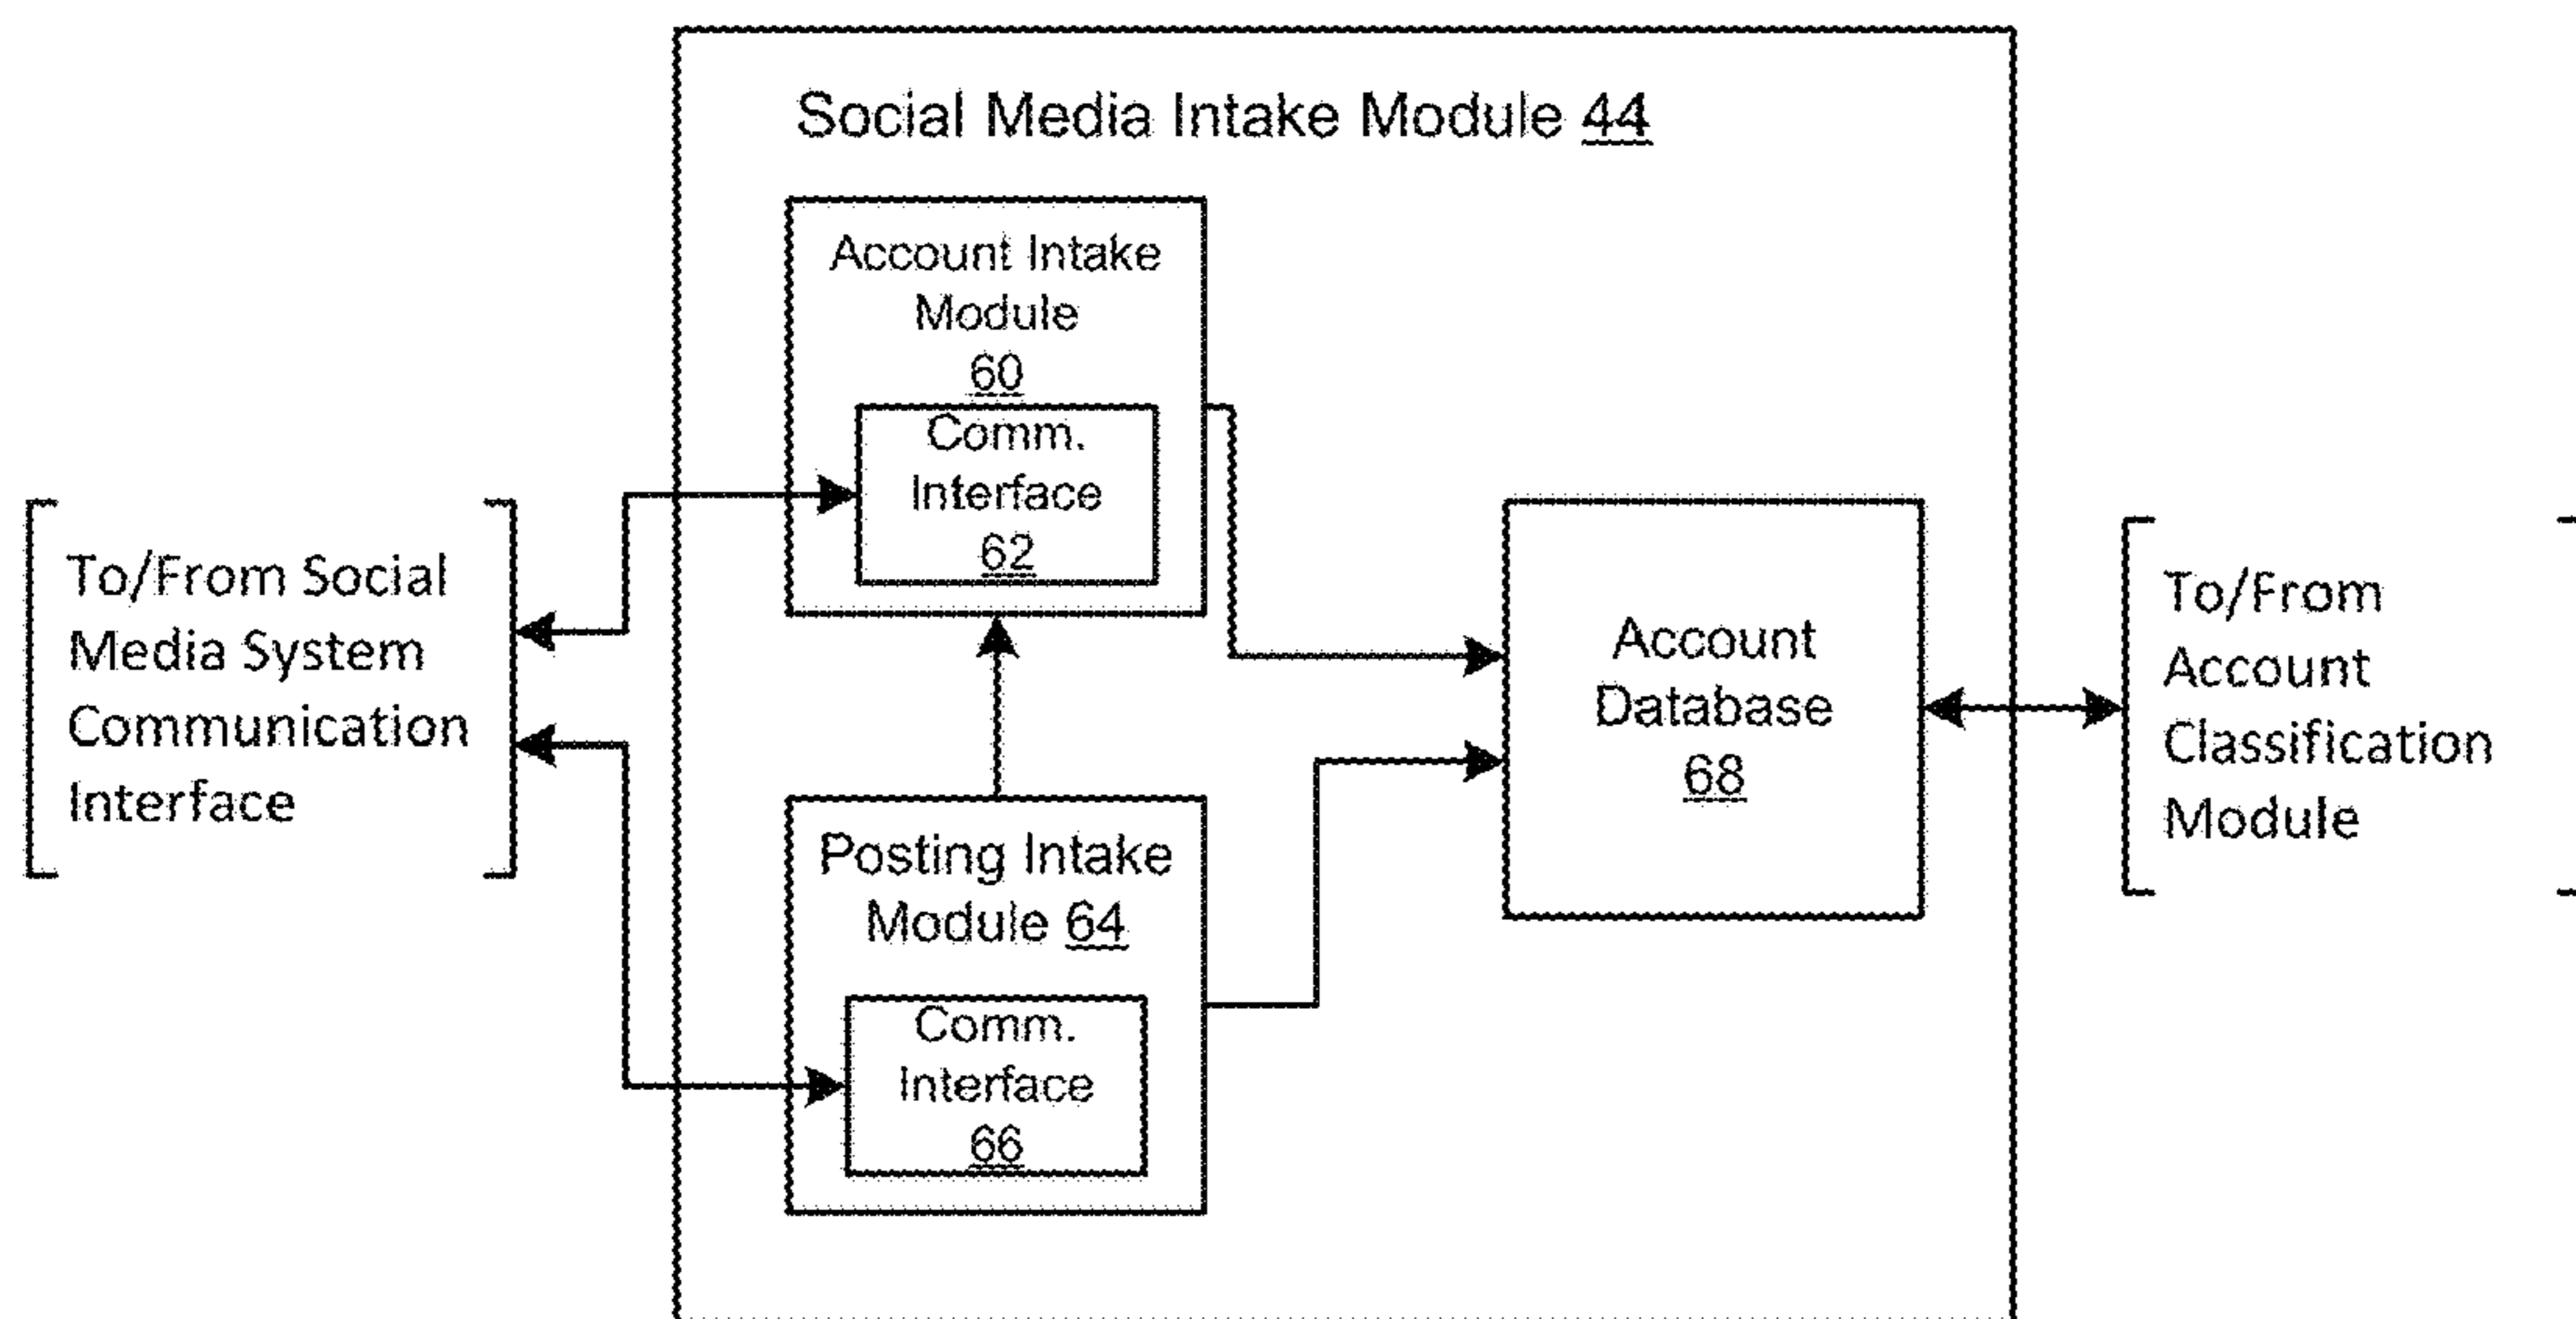 Social Media Intake Module 44
Account Intake
Module
60
Comm.
Interface
62
To/From Social
Media System
Communication
Interface
Posting Intake
Module 64
Comm.
Interface
66
Account
Database
68
To/From
Account
Classification
Module